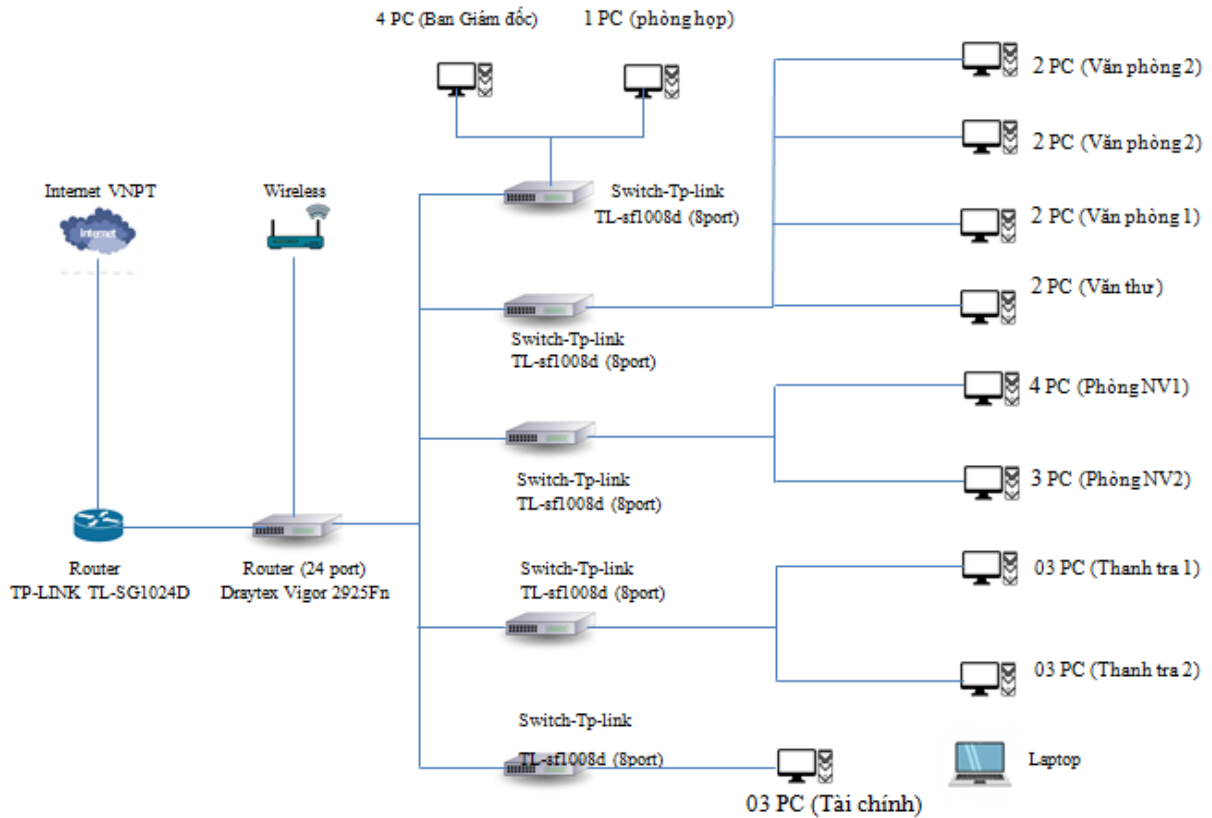 4 PC (Ban Giám đốc)
1 PC (phòng họp)
2 PC (Văn phòng 2)
2 PC (Văn phòng 2)
Internet VNPT
Internet
Wireless
Switch-Tp-link
TL-sf1008d (8port)
2 PC (Văn phòng 1)
2 PC (Văn thư)
Switch-Tp-link
TL-sf1008d (8port)
4 PC (Phòng NV1)
Switch-Tp-link
TL-sf1008d (8port)
3 PC (Phòng NV2)
Router
TP-LINK TL-SG1024D
Router (24 port)
Draytex Vigor 2925Fn
Switch-Tp-link
TL-sf1008d (8port)
03 PC (Thanh tra 1)
03 PC (Thanh tra 2)
Switch-Tp-link
TL-sf1008d (8port)
03 PC (Tài chính)
Laptop